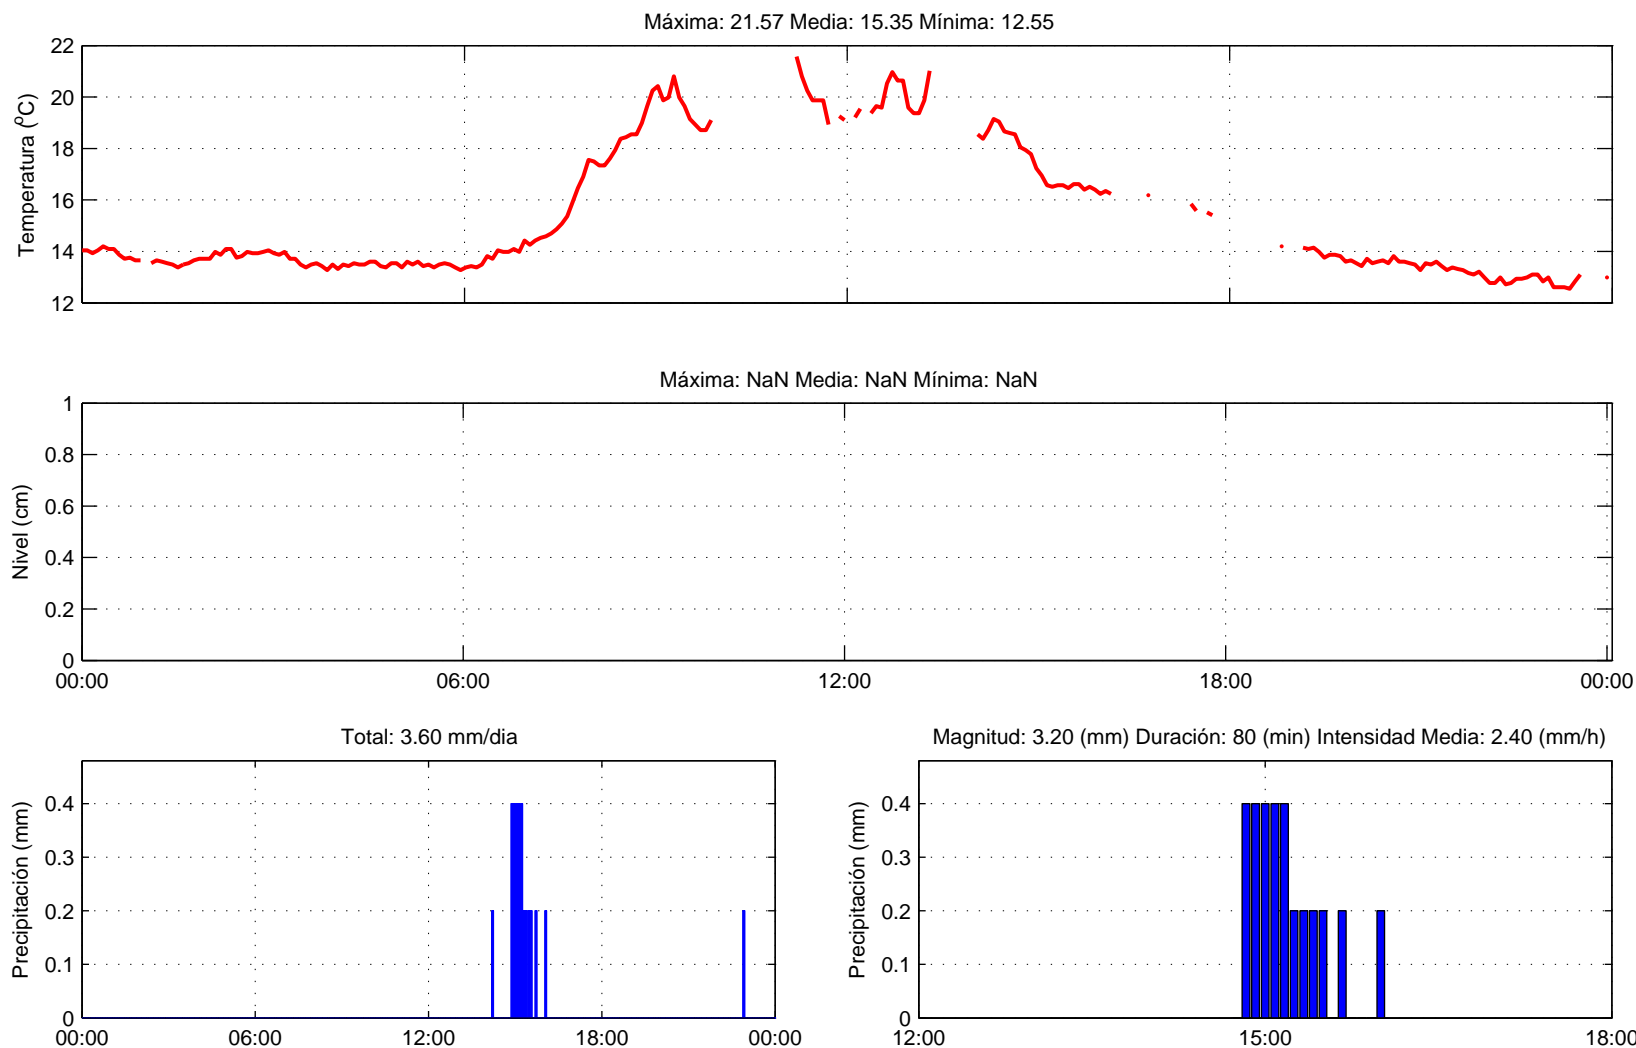 Máxima: 21.57 Media: 15.35 Mínima: 12.55
22
20
18
16
14
12
Temperatura (ºC)
Máxima: NaN Media: NaN Mínima: NaN
1
0.8
0.6
0.4
0.2
0
Nivel (cm)
00:00 06:00 12:00 18:00 00:00
Total: 3.60 mm/dia
0.4
0.3
0.2
0.1
0
Precipitación (mm)
00:00 06:00 12:00 18:00 00:00
Magnitud: 3.20 (mm) Duración: 80 (min) Intensidad Media: 2.40 (mm/h)
0.4
0.3
0.2
0.1
0
Precipitación (mm)
12:00 15:00 18:00